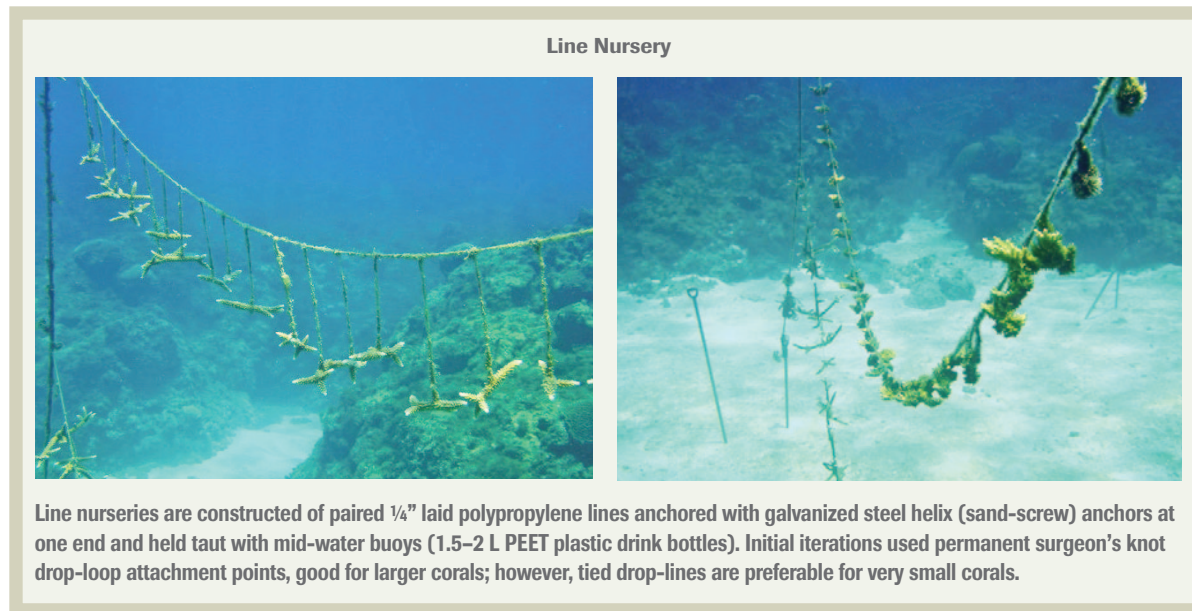 Line Nursery
Line nurseries are constructed of paired ¼” laid polypropylene lines anchored with galvanized steel helix (sand-screw) anchors at
one end and held taut with mid-water buoys (1.5–2 L PEET plastic drink bottles). Initial iterations used permanent surgeon’s knot
drop-loop attachment points, good for larger corals; however, tied drop-lines are preferable for very small corals.